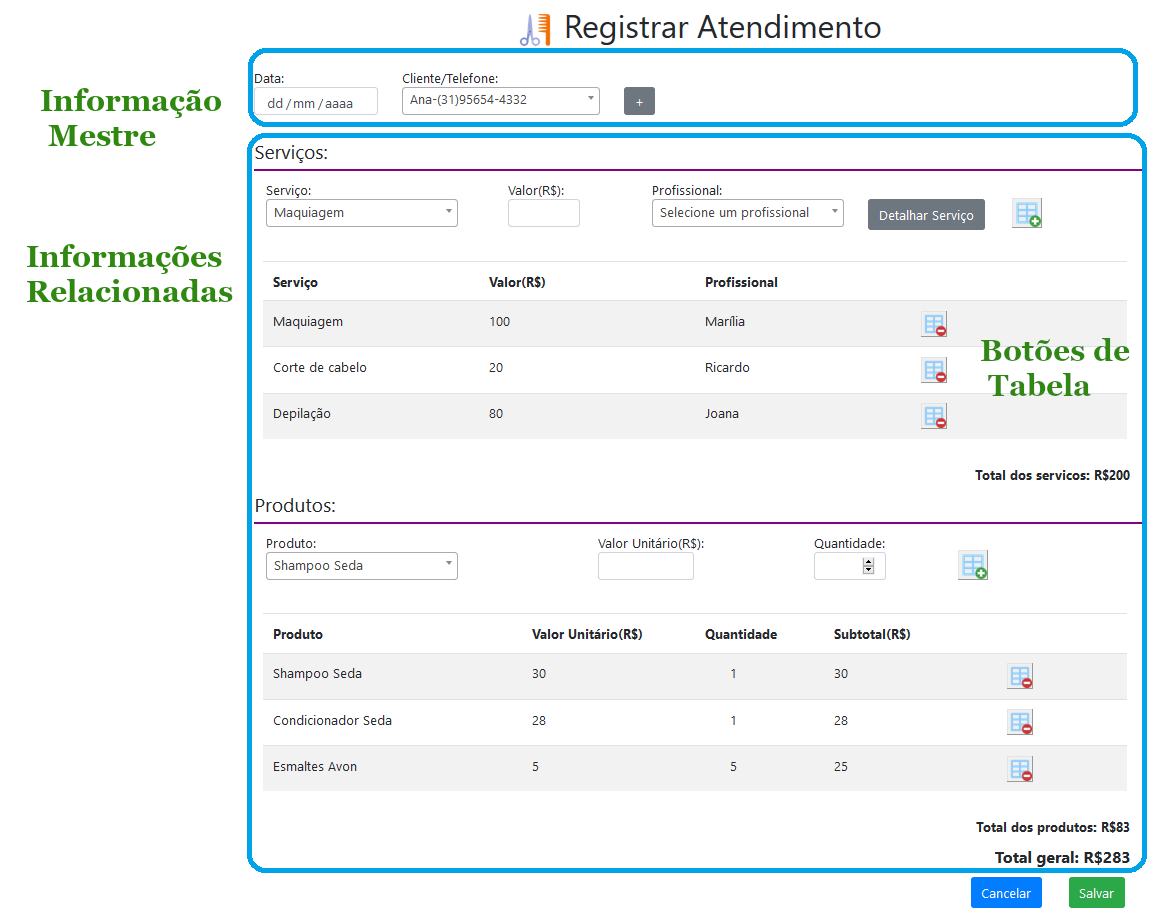 Registrar Atendimento
Informação
Mestre
Data:
Cliente/Telefone:
dd/mm/aaaa
Ana-(31)95654-4332
+
Informações
Relacionadas
Serviços:
Serviço:
Valor(R$):
Profissional:
Maquiagem
Selecione um profissional
Detalhar Serviço
Serviço Valor(R$) Profissional
Maquiagem 100 Marília
Corte de cabelo 20 Ricardo
Depilação 80 Joana
Botões de
Tabela
Total dos servicos: R$200
Produtos:
Produto:
Valor Unitário(R$):
Quantidade:
Shampoo Seda
Produto Valor Unitário(R$) Quantidade Subtotal(R$)
Shampoo Seda 30 1 30
Condicionador Seda 28 1 28
Esmaltes Avon 5 5 25
Total dos produtos: R$83
Total geral: R$283
Cancelar
Salvar